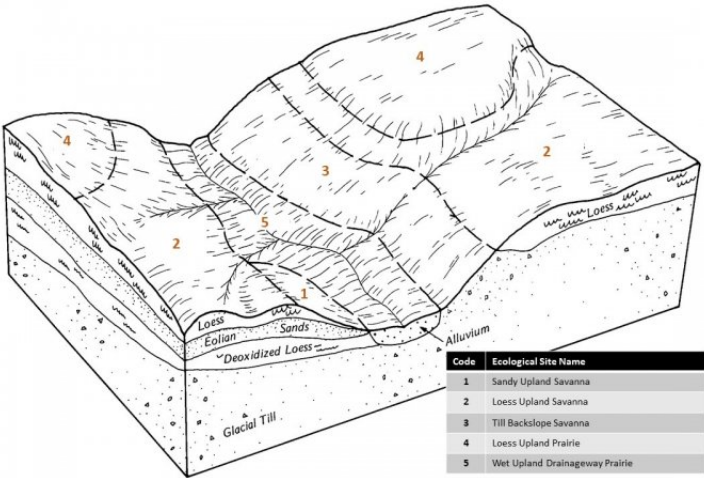 4
4
2
3
5
2
1
Loess
Loess
Eolian Sands
Deoxidized Loess
Alluvium
Glacial Till
Code Ecological Site Name
1 Sandy Upland Savanna
2 Loess Upland Savanna
3 Till Backslope Savanna
4 Loess Upland Prairie
5 Wet Upland Drainageway Prairie